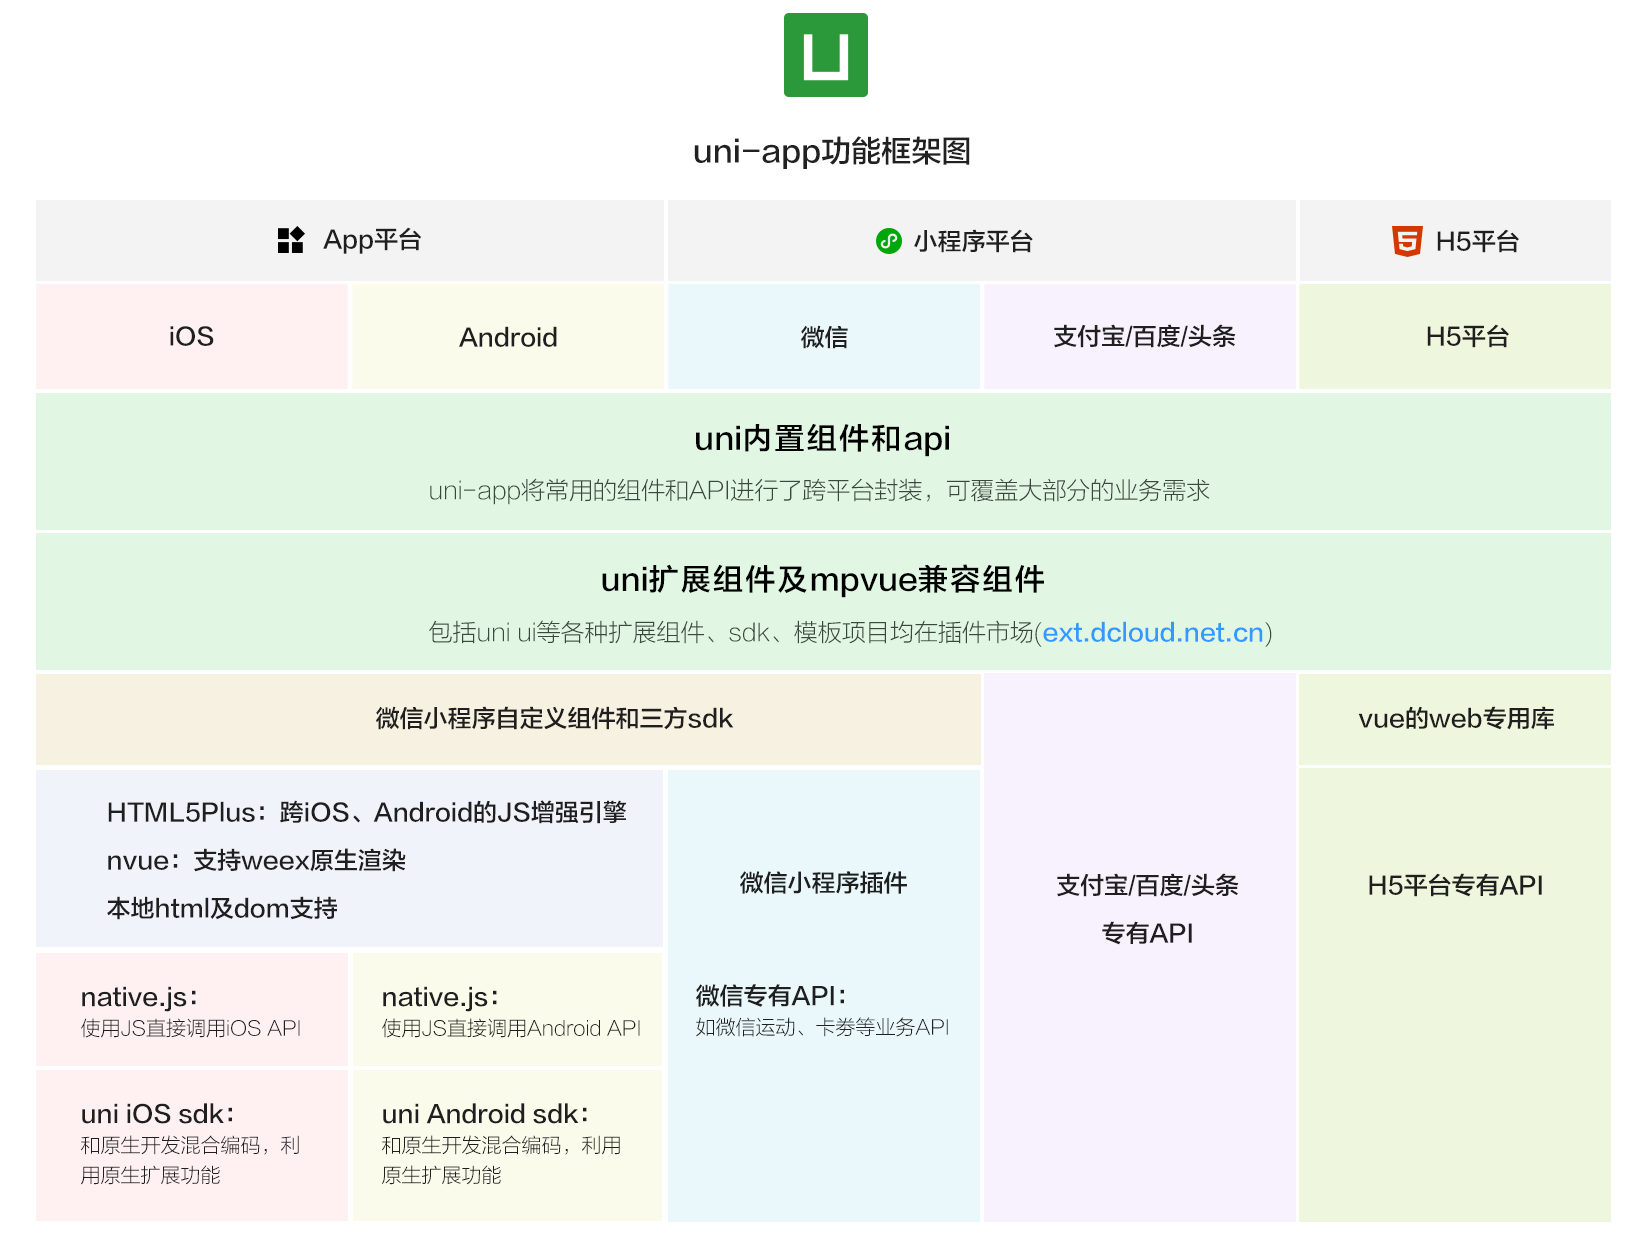 uni-app功能框架图
App平台
小程序平台
H5平台
iOS
Android
微信
支付宝/百度/头条
H5平台
uni内置组件和api
uni-app将常用的组件和API进行了跨平台封装，可覆盖大部分的业务需求
uni扩展组件及mpvue兼容组件
包括uni ui等各种扩展组件、sdk、模板项目均在插件市场(ext.dcloud.net.cn)
微信小程序自定义组件和三方sdk
vue的web专用库
HTML5Plus：跨iOS、Android的JS增强引擎
nvue：支持weex原生渲染
本地html及dom支持
微信小程序插件
支付宝/百度/头条
专有API
H5平台专有API
native.js：
使用JS直接调用iOS API
native.js：
使用JS直接调用Android API
微信专有API：
如微信运动、卡券等业务API
uni iOS sdk：
和原生开发混合编码，利
用原生扩展功能
uni Android sdk：
和原生开发混合编码，利用
原生扩展功能